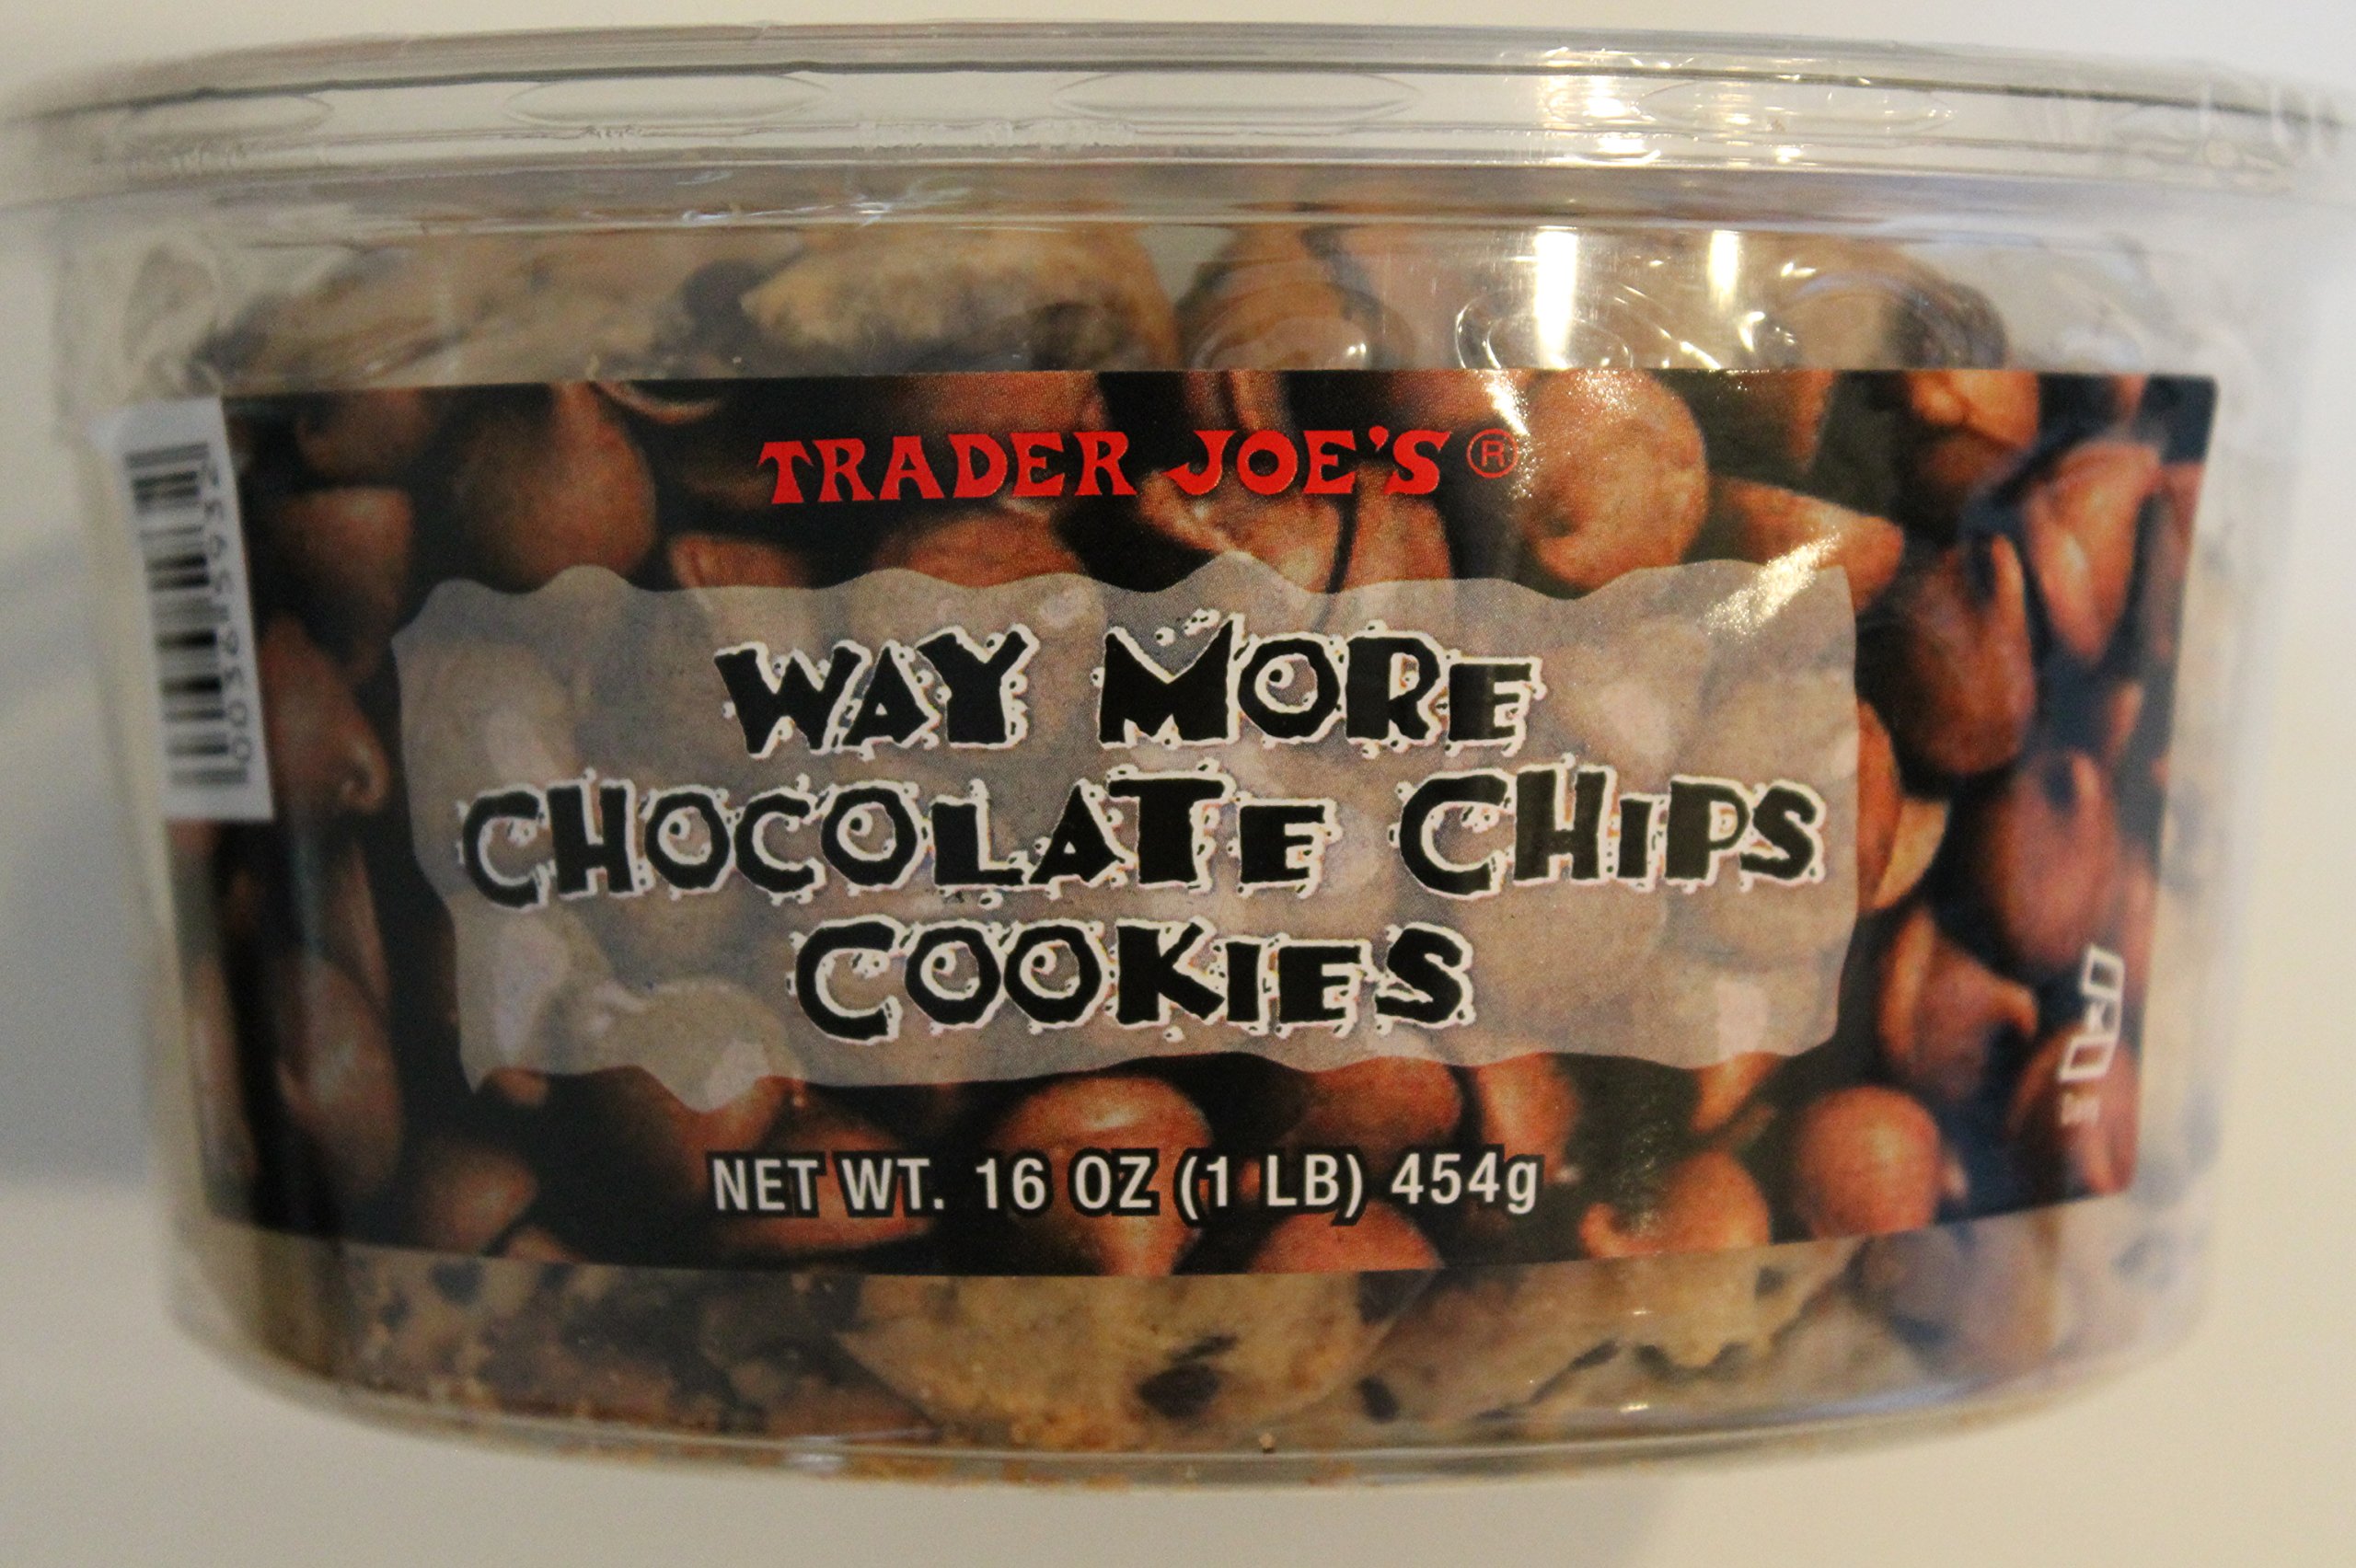 TRADER JOE'S®
WAY MORE
CHOCOLATE CHIPS
COOKIES
NET WT. 16 OZ (1 LB) 454g